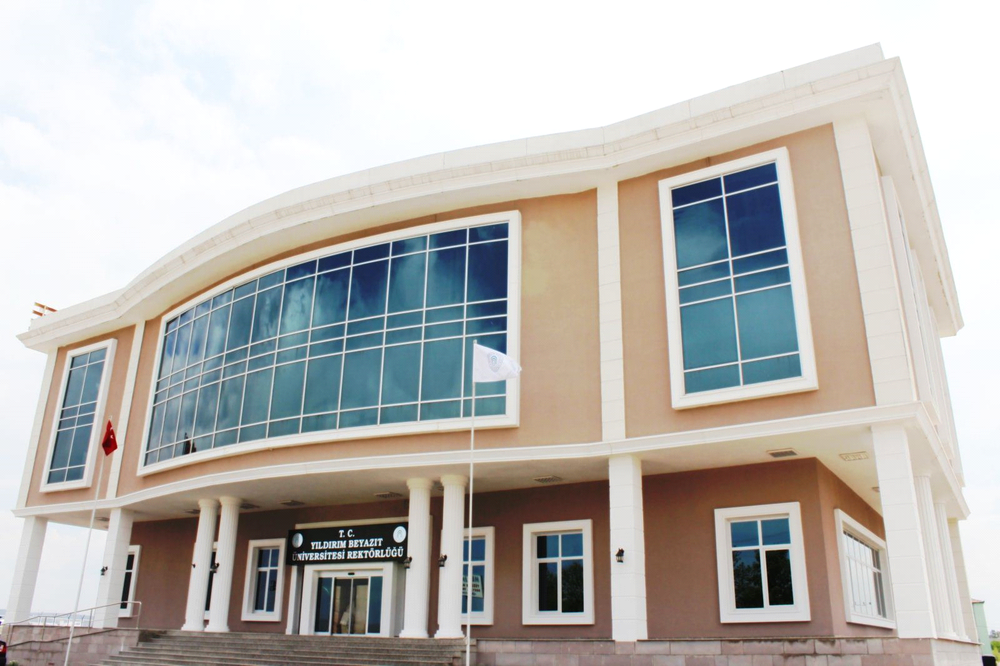 T. C.
YILDIRIM BEYAZIT
ÜNİVERSİTESİ REKTÖRLÜĞÜ